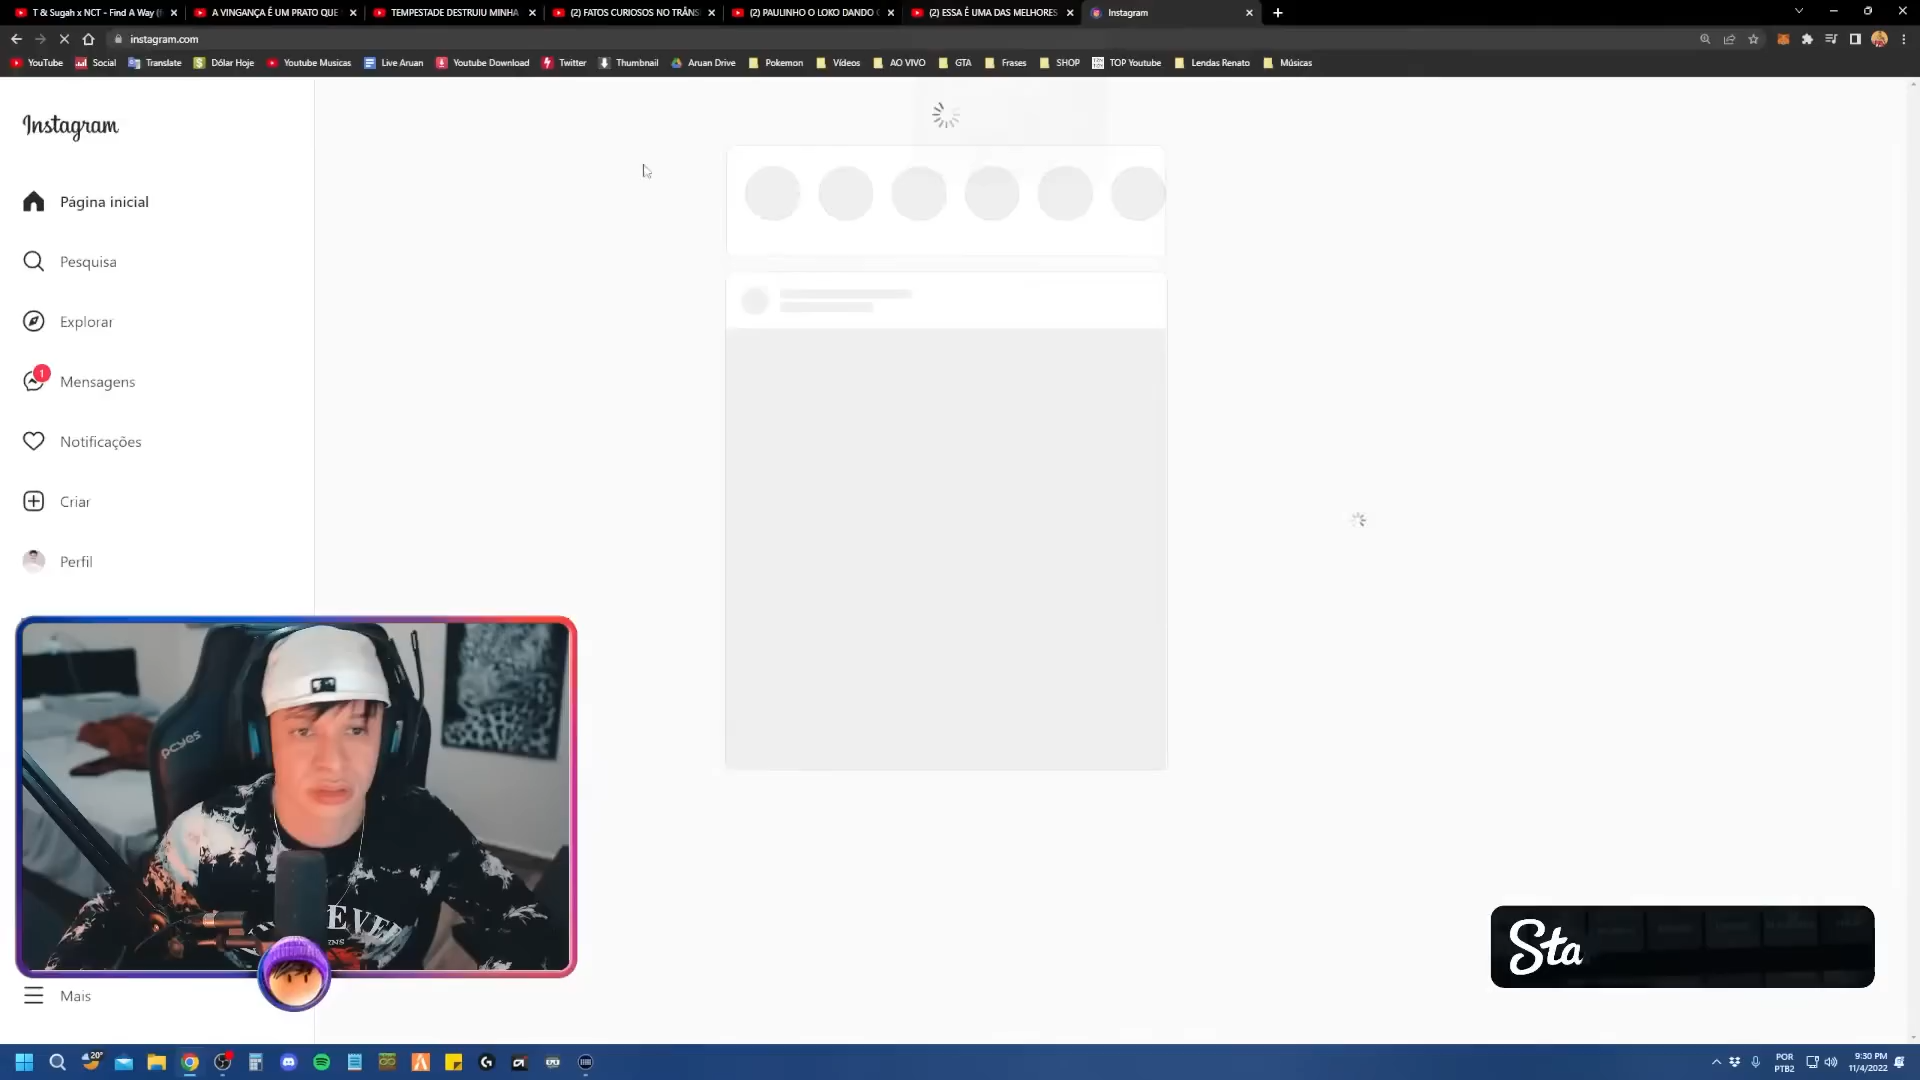 T & Sugah x NCT - Find A Way (
A VINGANÇA É UM PRATO QUE
TEMPESTADE DESTRUIU MINHA
(2) FATOS CURIOSOS NO TRÂNS
(2) PAULINHO O LOKO DANDO
(2) ESSA É UMA DAS MELHORES
Instagram
instagram.com
YouTube
Social
Translate
Dólar Hoje
Youtube Musicas
Live Aruan
Youtube Download
Twitter
Thumbnail
Aruan Drive
Pokemon
Vídeos
AO VIVO
GTA
Frases
SHOP
TOP Youtube
Lendas Renato
Músicas
Instagram
Página inicial
Pesquisa
Explorar
1
Mensagens
Notificações
Criar
Perfil
pcyes
Sta
Mais
20°
POR
PTB2
9:30 PM
11/4/2022